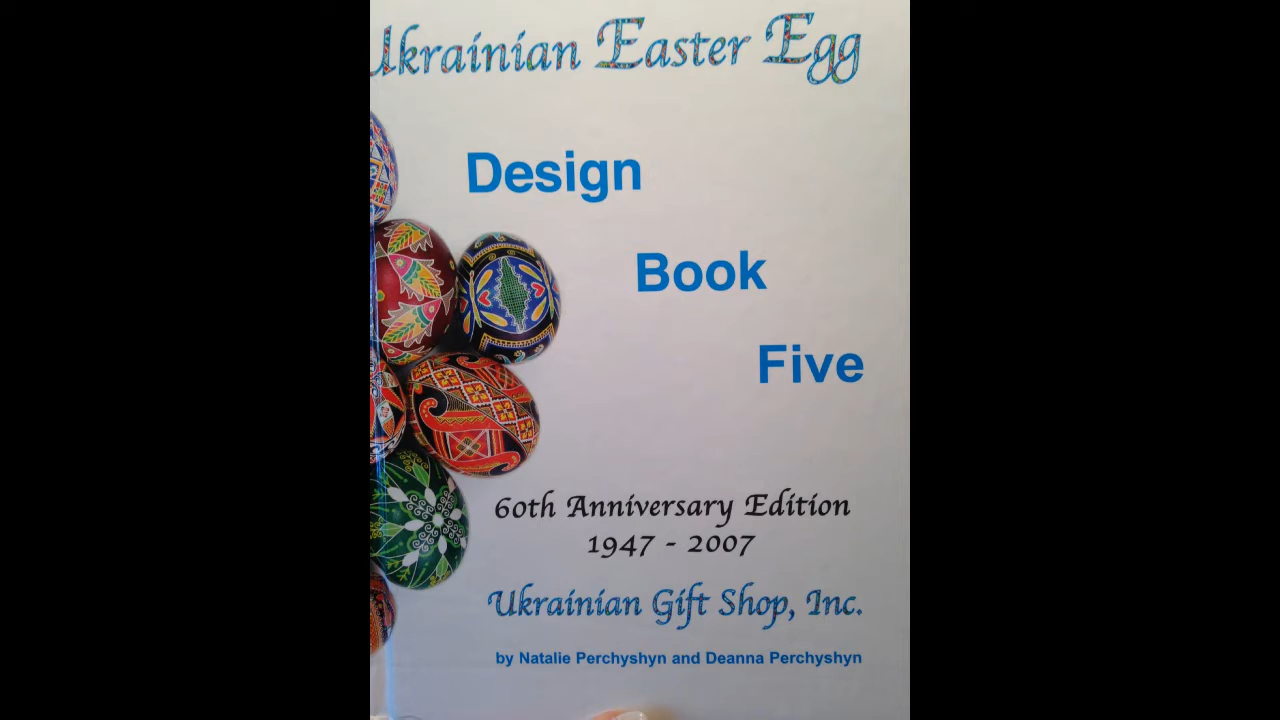 Ukrainian Easter Egg
Design
Book
Five
60th Anniversary Edition
1947 - 2007
Ukrainian Gift Shop, Inc.
by Natalie Perchyshyn and Deanna Perchyshyn